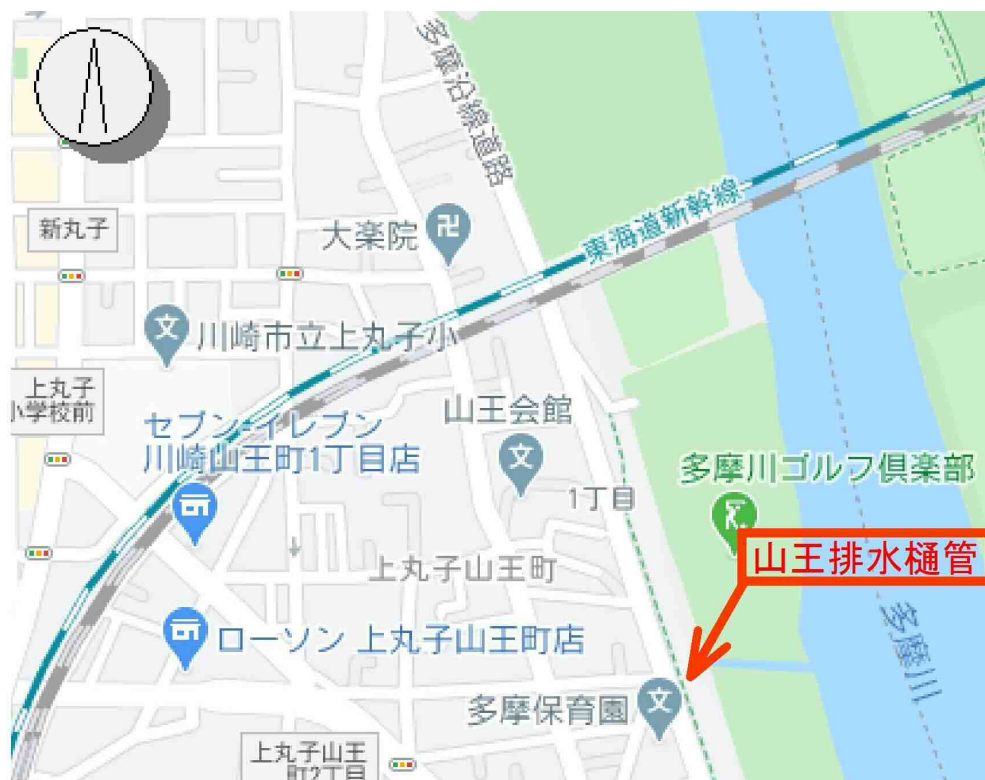 多摩沿線道路
新丸子
大楽院
東海道新幹線
川崎市立上丸子小
上丸子
小学校前
セブン-イレブン
川崎山王町1丁目店
山王会館
1丁目
多摩川ゴルフ倶楽部
山王排水樋管
上丸子山王町
ローソン 上丸子山王町店
多摩川
多摩保育園
上丸子山王
町2丁目